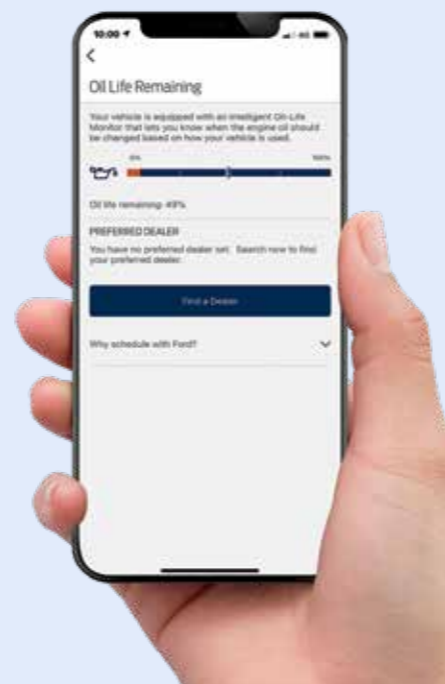 10:00
4G
Oil Life Remaining
Your vehicle is equipped with an Intelligent Oil-Life
Monitor that lets you know when the engine oil should
be changed based on how your vehicle is used.
0% 100%
Oil life remaining: 49%
PREFERRED DEALER
You have no preferred dealer set. Search now to find
your preferred dealer.
Find a Dealer
Why schedule with Ford?